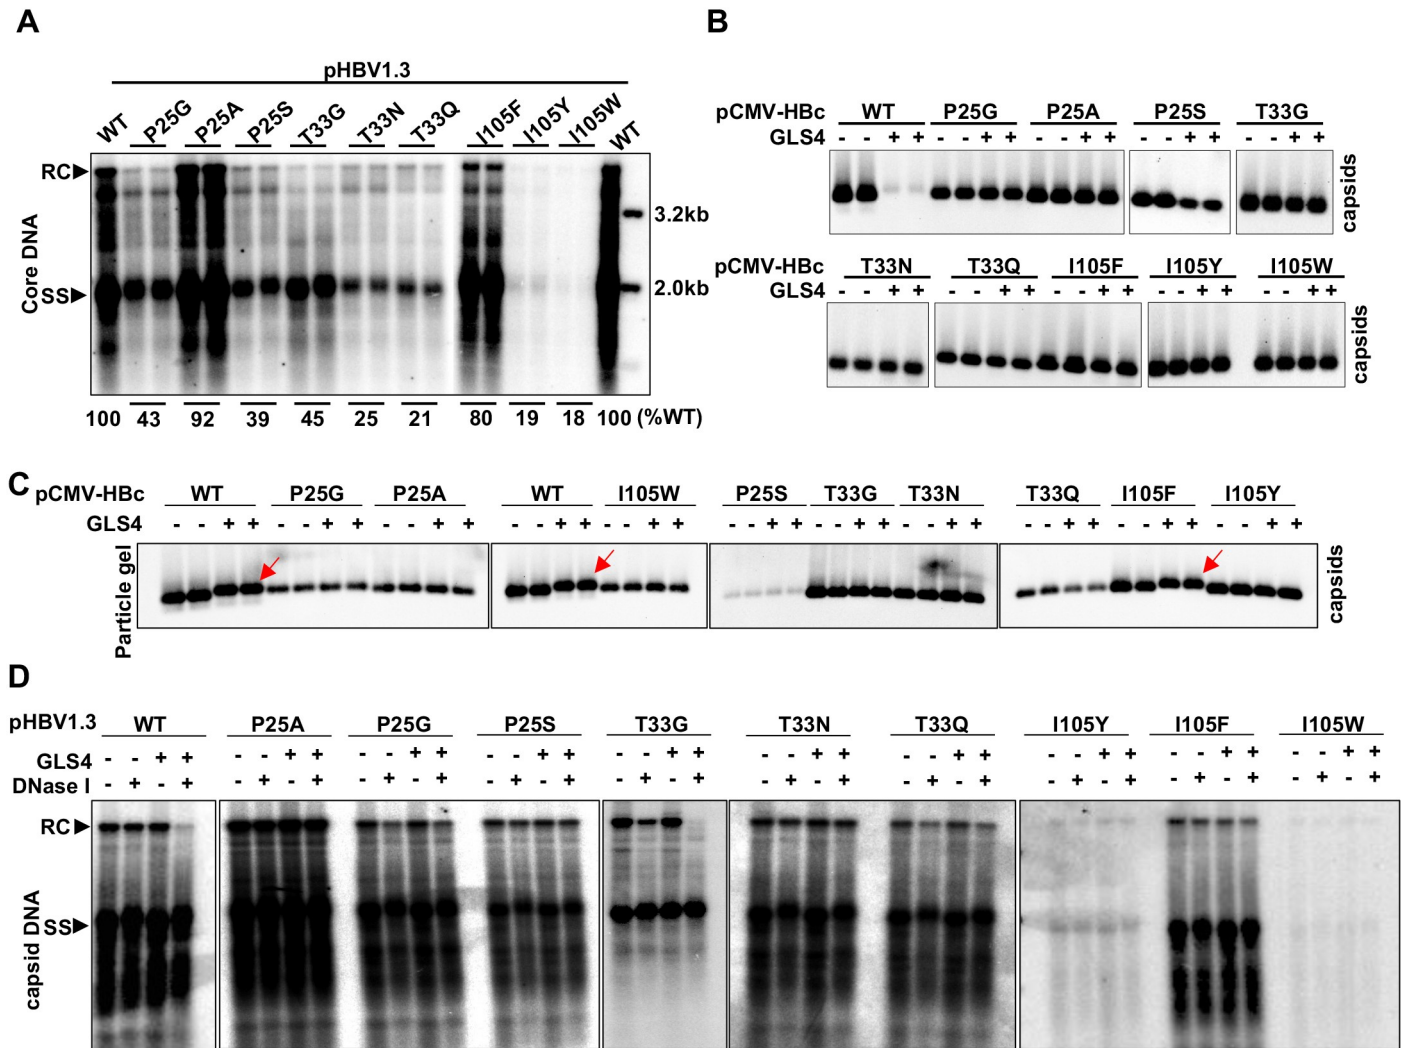 A
pHBV1.3
WT P25G P25A P25S T33G T33N T33Q I105F I105Y I105W WT
RC
3.2kb
Core DNA
SS
2.0kb
100 43 92 39 45 25 21 80 19 18 100 (%WT)
B
pCMV-HBc WT P25G P25A P25S T33G
GLS4 - - + + - - + + - - + + - - + + - - + +
capsids
pCMV-HBc T33N T33Q I105F I105Y I105W
GLS4 - - + + - - + + - - + + - - + + - - + +
capsids
C
pCMV-HBc WT P25G P25A WT I105W P25S T33G T33N T33Q I105F I105Y
GLS4 - - + + - - + + - - + + - - + + - - + + - - + + - - + + - - + + - - + + - - + + - - + +
Particle gel
capsids
D
pHBV1.3 WT P25A P25G P25S T33G T33N T33Q I105Y I105F I105W
GLS4 - - + + - - + + - - + + - - + + - - + + - - + + - - + + - - + + - - + + - - + +
DNase I - + - + - + - + - + - + - + - + - + - + - + - + - + - + - + - + - + - + - + - +
RC
capsid DNA
SS